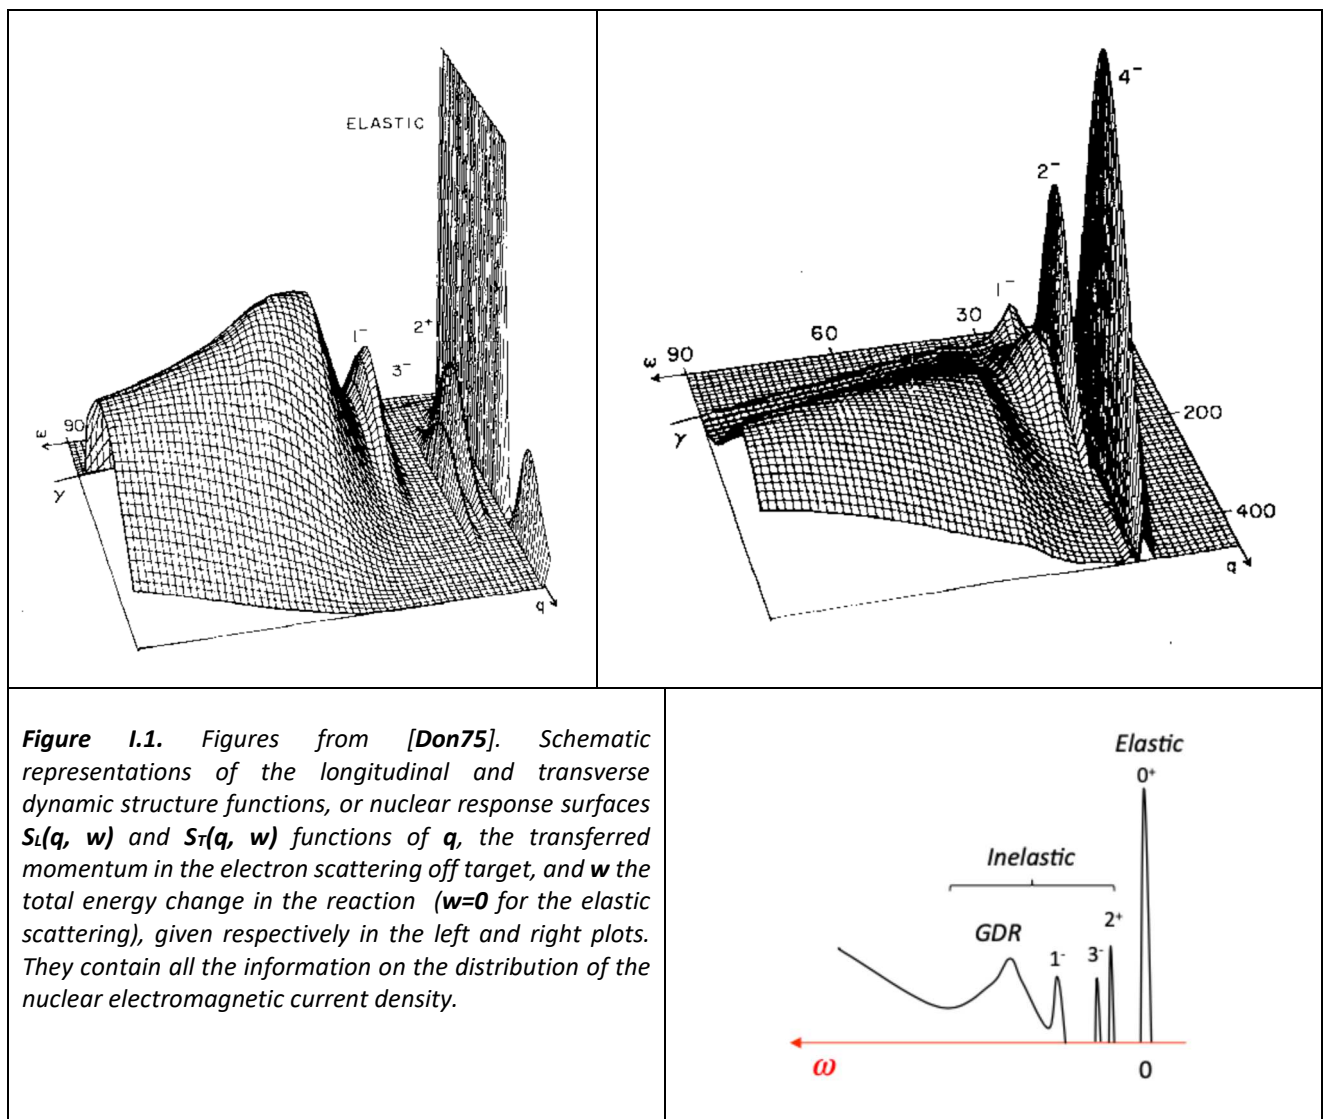 ELASTIC
2⁺
1⁻
3⁻
ω 90
γ
q
4⁻
2⁻
1⁻
30
60
ω 90
γ
200
400
q
Figure I.1. Figures from [Don75]. Schematic
representations of the longitudinal and transverse
dynamic structure functions, or nuclear response surfaces
S_L(q, w) and S_T(q, w) functions of q, the transferred
momentum in the electron scattering off target, and w the
total energy change in the reaction (w=0 for the elastic
scattering), given respectively in the left and right plots.
They contain all the information on the distribution of the
nuclear electromagnetic current density.
Elastic
0⁺
Inelastic
2⁺
GDR
1⁻ 3⁻
ω
0